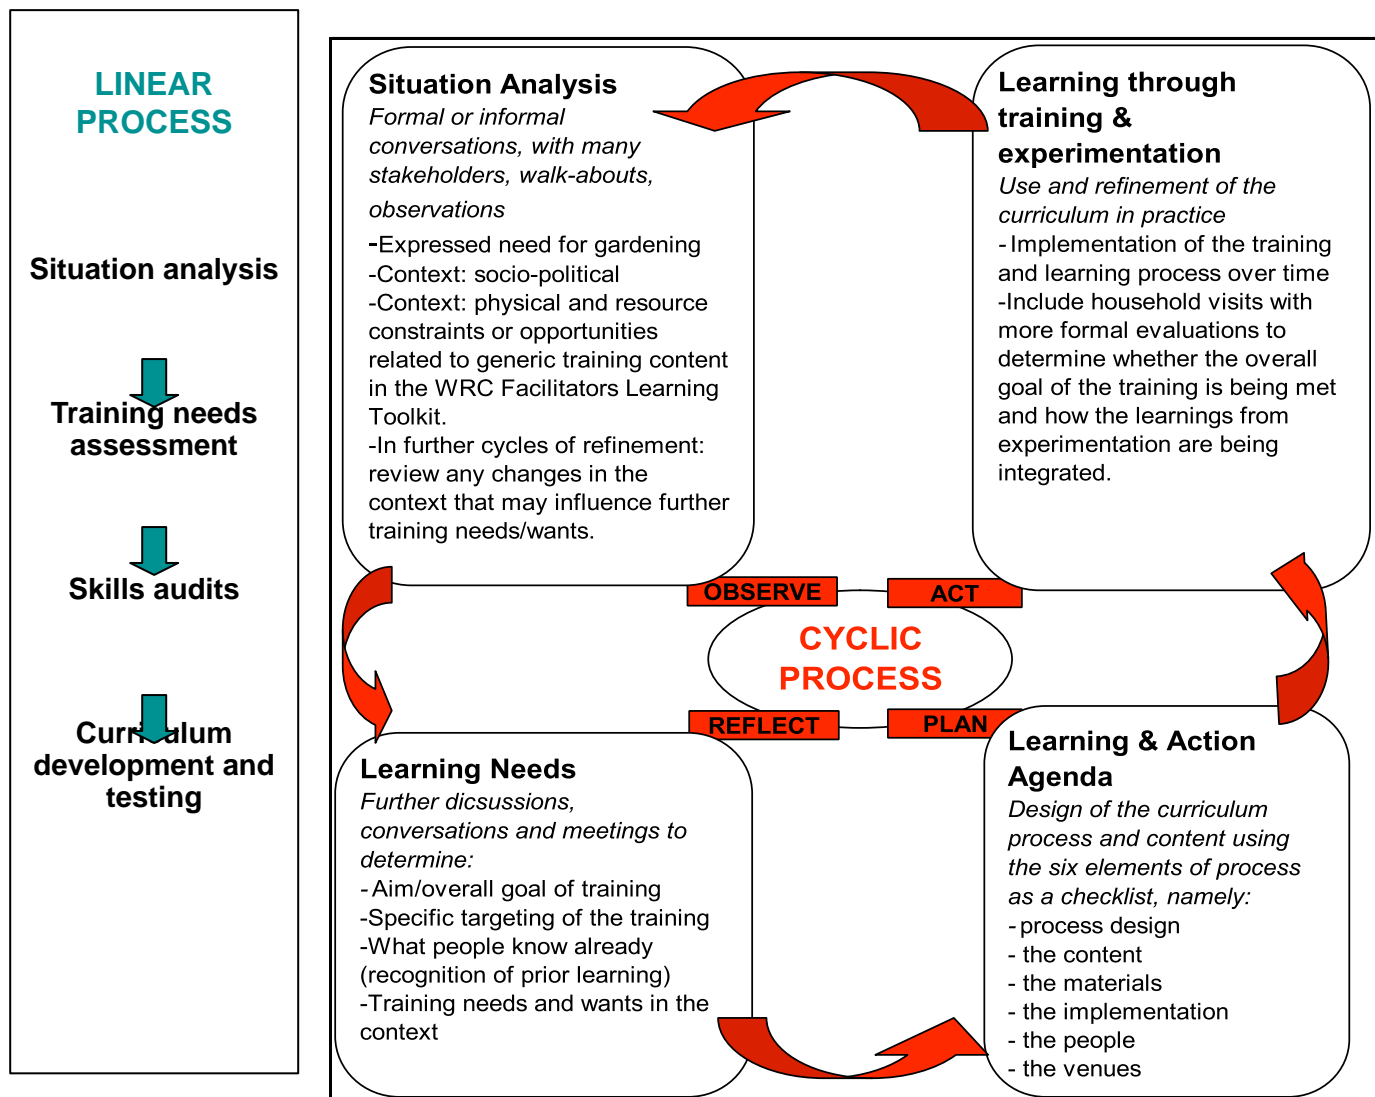 LINEAR
PROCESS
Situation analysis
Training needs
assessment
Skills audits
Curriculum
development and
testing
Situation Analysis
Formal or informal
conversations, with many
stakeholders, walk-abouts,
observations
-Expressed need for gardening
-Context: socio-political
-Context: physical and resource
constraints or opportunities
related to generic training content
in the WRC Facilitators Learning
Toolkit.
-In further cycles of refinement:
review any changes in the
context that may influence further
training needs/wants.
Learning through
training &
experimentation
Use and refinement of the
curriculum in practice
- Implementation of the training
and learning process over time
-Include household visits with
more formal evaluations to
determine whether the overall
goal of the training is being met
and how the learnings from
experimentation are being
integrated.
OBSERVE
ACT
CYCLIC
PROCESS
REFLECT
PLAN
Learning Needs
Further dicsussions,
conversations and meetings to
determine:
- Aim/overall goal of training
-Specific targeting of the training
-What people know already
(recognition of prior learning)
-Training needs and wants in the
context
Learning & Action
Agenda
Design of the curriculum
process and content using
the six elements of process
as a checklist, namely:
- process design
- the content
- the materials
- the implementation
- the people
- the venues